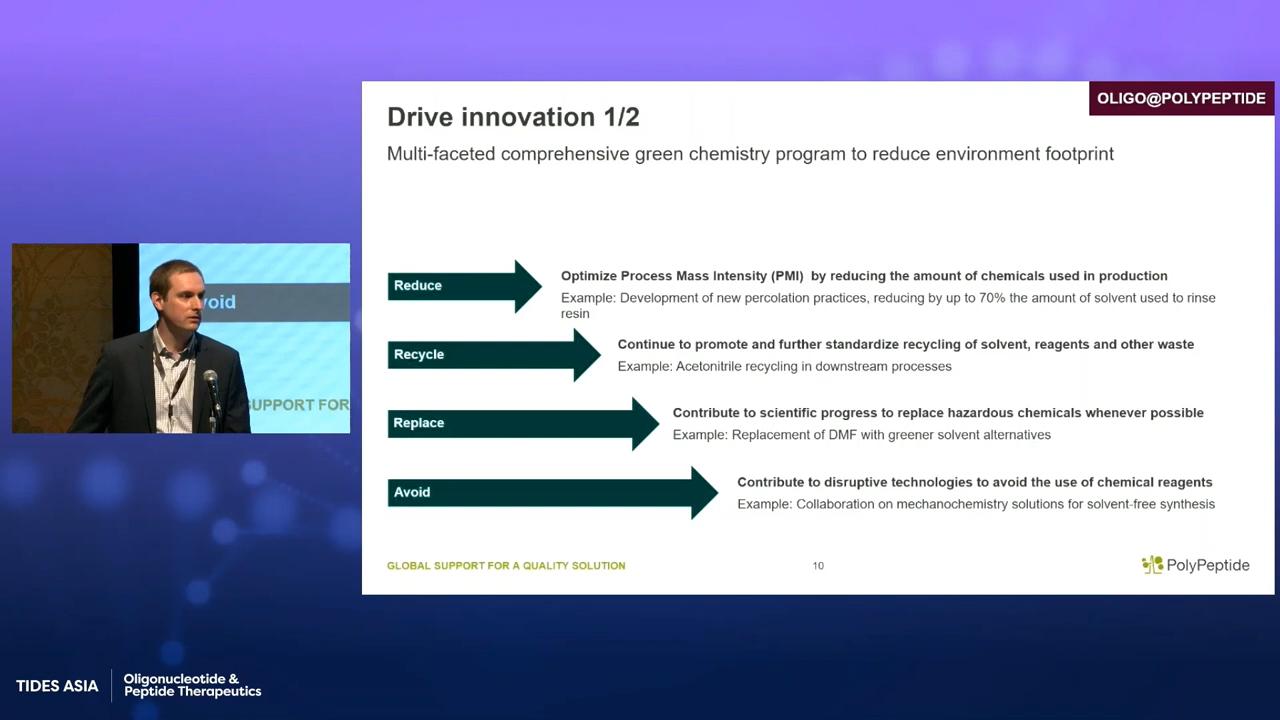 OLIGO@POLYPEPTIDE
Drive innovation 1/2
Multi-faceted comprehensive green chemistry program to reduce environment footprint
Reduce
Optimize Process Mass Intensity (PMI) by reducing the amount of chemicals used in production
Example: Development of new percolation practices, reducing by up to 70% the amount of solvent used to rinse
resin
Recycle
Continue to promote and further standardize recycling of solvent, reagents and other waste
Example: Acetonitrile recycling in downstream processes
Replace
Contribute to scientific progress to replace hazardous chemicals whenever possible
Example: Replacement of DMF with greener solvent alternatives
Avoid
Contribute to disruptive technologies to avoid the use of chemical reagents
Example: Collaboration on mechanochemistry solutions for solvent-free synthesis
GLOBAL SUPPORT FOR A QUALITY SOLUTION
10
PolyPeptide
void
SUPPORT FOR
TIDES ASIA
Oligonucleotide &
Peptide Therapeutics